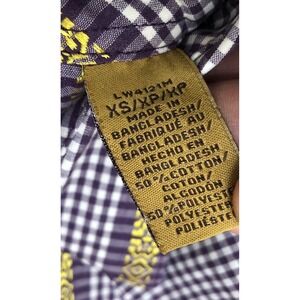 LW4121M
XS/XP/XP
MADE IN
BANGLADESH/
FABRIQUÉ AU
BANGLADESH/
HECHO EN
BANGLADESH
50% COTTON/
COTON/
ALGODÓN
50% POLYESTER/
POLYESTER/
POLIÉSTER